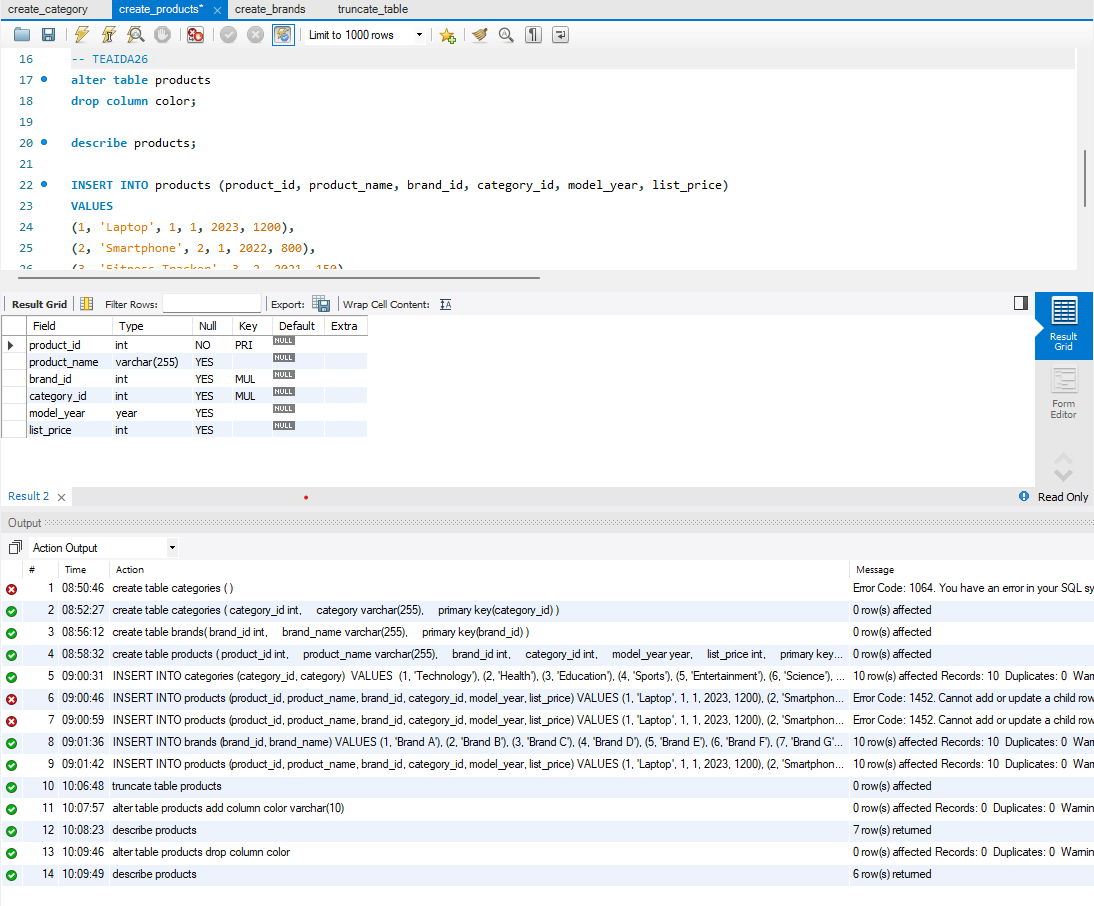 create_category create_products* create_brands truncate_table
Limit to 1000 rows
16 -- TEAIDA26
17 alter table products
18 drop column color;
19
20 describe products;
21
22 INSERT INTO products (product_id, product_name, brand_id, category_id, model_year, list_price)
23 VALUES
24 (1, 'Laptop', 1, 1, 2023, 1200),
25 (2, 'Smartphone', 2, 1, 2022, 800),
26 (3, 'Fitness Tracker', 3, 2, 2021, 150)
Result Grid Filter Rows: Export: Wrap Cell Content:
Field Type Null Key Default Extra
product_id int NO PRI NULL
product_name varchar(255) YES NULL
brand_id int YES MUL NULL
category_id int YES MUL NULL
model_year year YES NULL
list_price int YES NULL
Result
Grid
Form
Editor
Result 2 Read Only
Output
Action Output
# Time Action Message
1 08:50:46 create table categories ( ) Error Code: 1064. You have an error in your SQL sy
2 08:52:27 create table categories ( category_id int, category varchar(255), primary key(category_id) ) 0 row(s) affected
3 08:56:12 create table brands( brand_id int, brand_name varchar(255), primary key(brand_id) ) 0 row(s) affected
4 08:58:32 create table products ( product_id int, product_name varchar(255), brand_id int, category_id int, model_year year, list_price int, primary key... 0 row(s) affected
5 09:00:31 INSERT INTO categories (category_id, category) VALUES (1, 'Technology'), (2, 'Health'), (3, 'Education'), (4, 'Sports'), (5, 'Entertainment'), (6, 'Science'), ... 10 row(s) affected Records: 10 Duplicates: 0 Warn
6 09:00:46 INSERT INTO products (product_id, product_name, brand_id, category_id, model_year, list_price) VALUES (1, 'Laptop', 1, 1, 2023, 1200), (2, 'Smartphon... Error Code: 1452. Cannot add or update a child row
7 09:00:59 INSERT INTO products (product_id, product_name, brand_id, category_id, model_year, list_price) VALUES (1, 'Laptop', 1, 1, 2023, 1200), (2, 'Smartphon... Error Code: 1452. Cannot add or update a child row
8 09:01:36 INSERT INTO brands (brand_id, brand_name) VALUES (1, 'Brand A'), (2, 'Brand B'), (3, 'Brand C'), (4, 'Brand D'), (5, 'Brand E'), (6, 'Brand F'), (7, 'Brand G'... 10 row(s) affected Records: 10 Duplicates: 0 Warn
9 09:01:42 INSERT INTO products (product_id, product_name, brand_id, category_id, model_year, list_price) VALUES (1, 'Laptop', 1, 1, 2023, 1200), (2, 'Smartphon... 10 row(s) affected Records: 10 Duplicates: 0 Warn
10 10:06:48 truncate table products 0 row(s) affected
11 10:07:57 alter table products add column color varchar(10) 0 row(s) affected Records: 0 Duplicates: 0 Warnin
12 10:08:23 describe products 7 row(s) returned
13 10:09:46 alter table products drop column color 0 row(s) affected Records: 0 Duplicates: 0 Warnin
14 10:09:49 describe products 6 row(s) returned